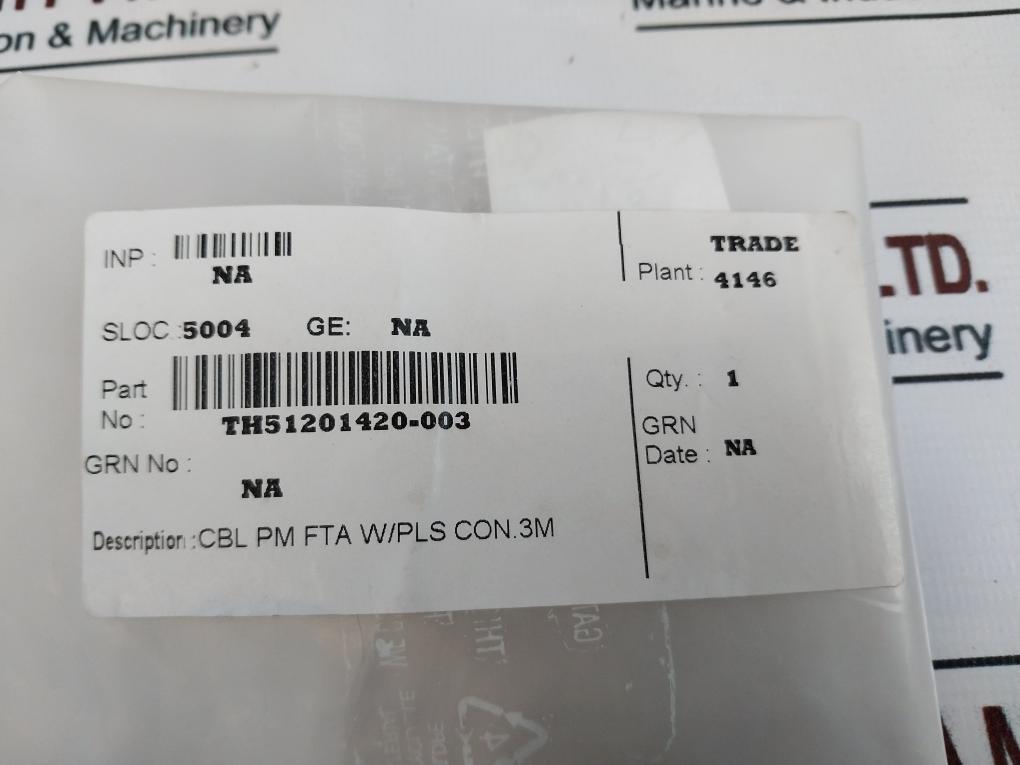 on & Machinery
INP :
NA
TRADE
Plant : 4146
SLOC :5004 GE: NA
Part
No :
TH51201420-003
Qty. : 1
GRN
Date : NA
GRN No :
NA
Description :CBL PM FTA W/PLS CON.3M
LTD.
inery